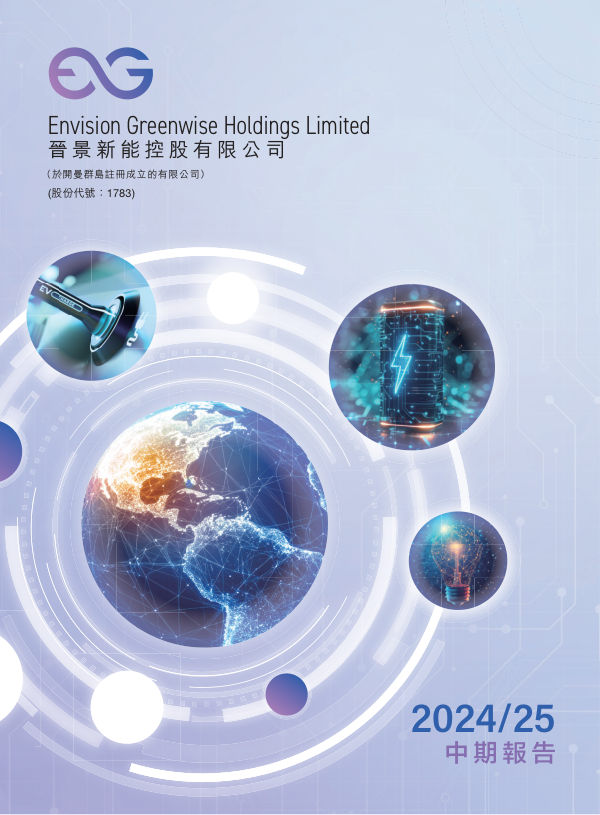 EG
Envision Greenwise Holdings Limited
晉景新能控股有限公司
（於開曼群島註冊成立的有限公司）
(股份代號：1783)
EV
2024/25
中期報告